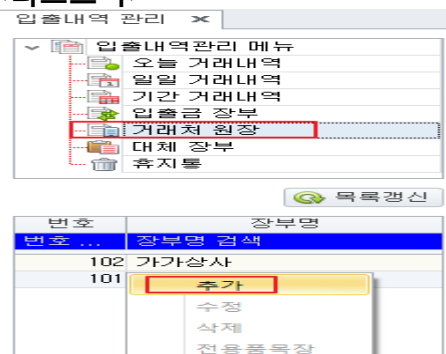 입출내역 관리 ×
입출내역관리 메뉴
오늘 거래내역
일일 거래내역
기간 거래내역
입출금 장부
거래처 원장
대체 장부
휴지통
목록갱신
번호 장부명
번호 ... 장부명 검색
102 가가상사
101
추가
수정
삭제
전용품목장